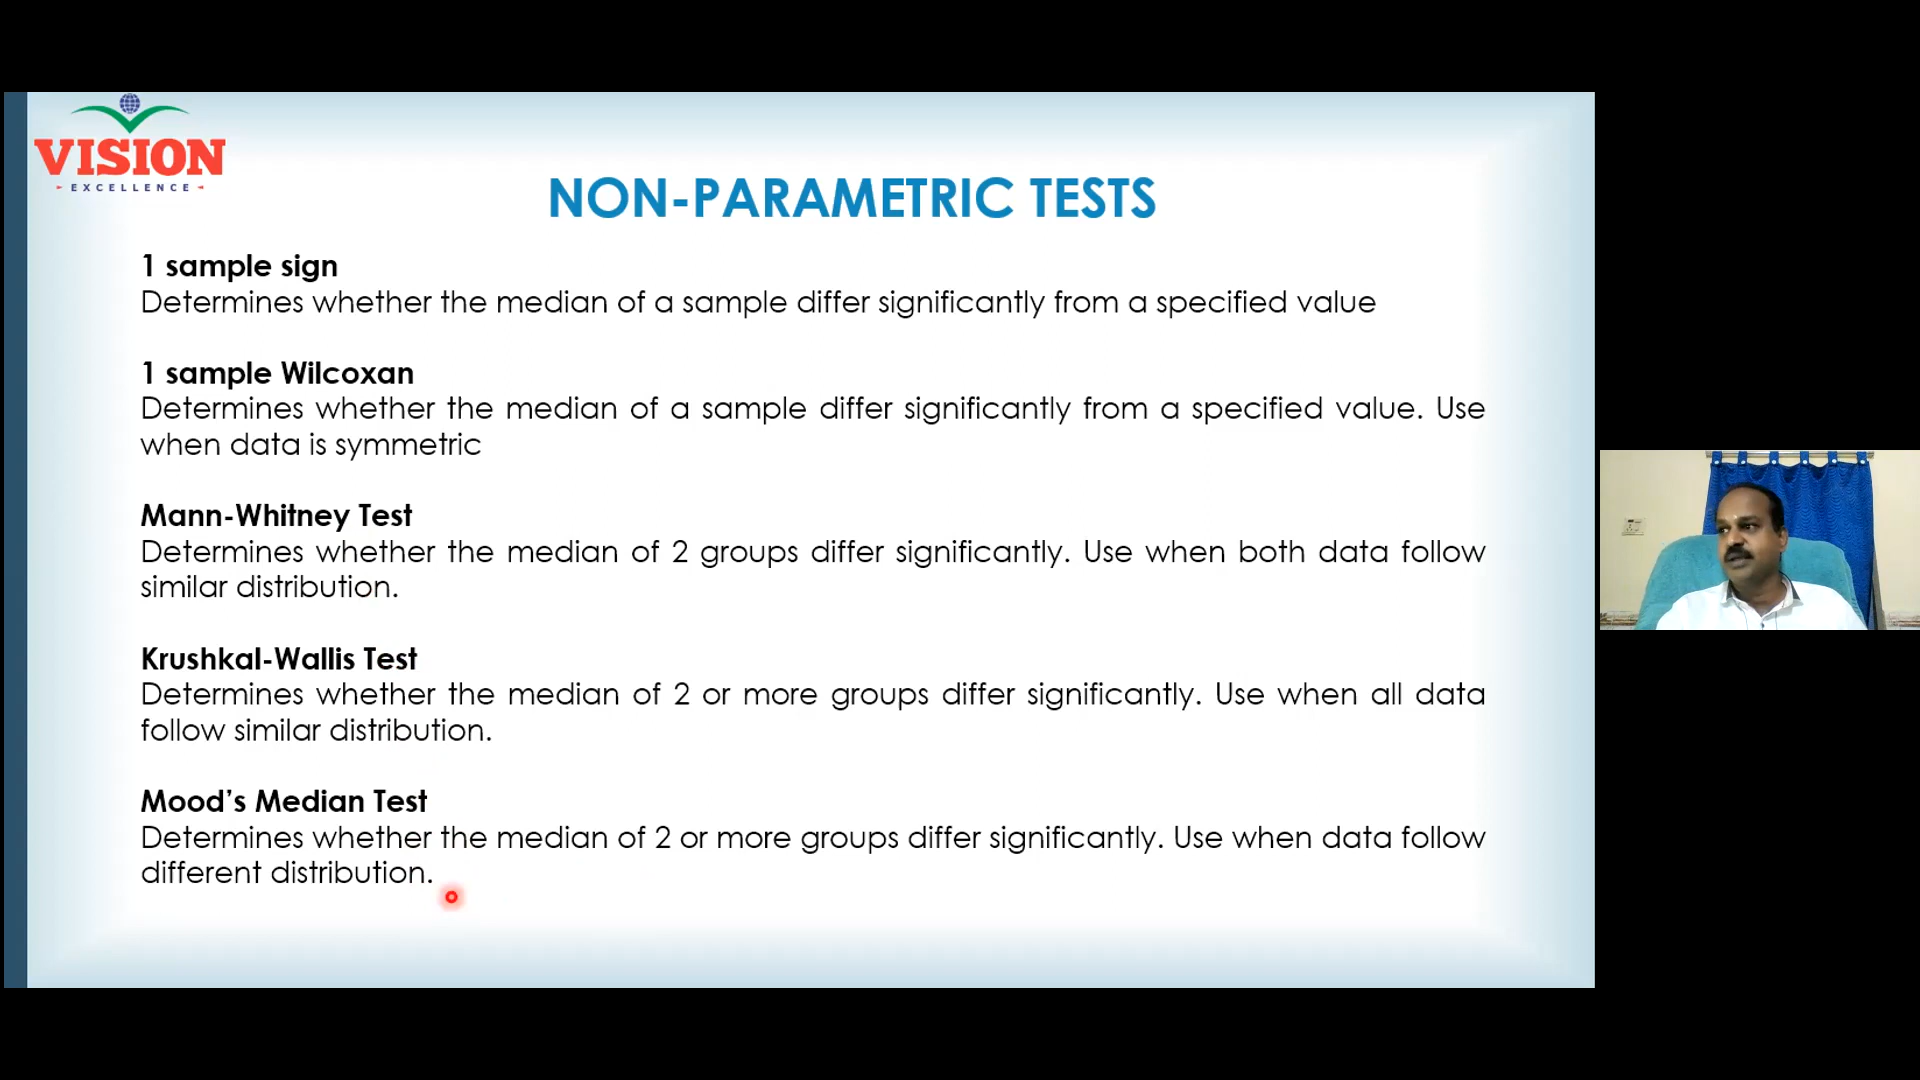 VISION
EXCELLENCE
NON-PARAMETRIC TESTS
1 sample sign
Determines whether the median of a sample differ significantly from a specified value
1 sample Wilcoxan
Determines whether the median of a sample differ significantly from a specified value. Use
when data is symmetric
Mann-Whitney Test
Determines whether the median of 2 groups differ significantly. Use when both data follow
similar distribution.
Krushkal-Wallis Test
Determines whether the median of 2 or more groups differ significantly. Use when all data
follow similar distribution.
Mood’s Median Test
Determines whether the median of 2 or more groups differ significantly. Use when data follow
different distribution.